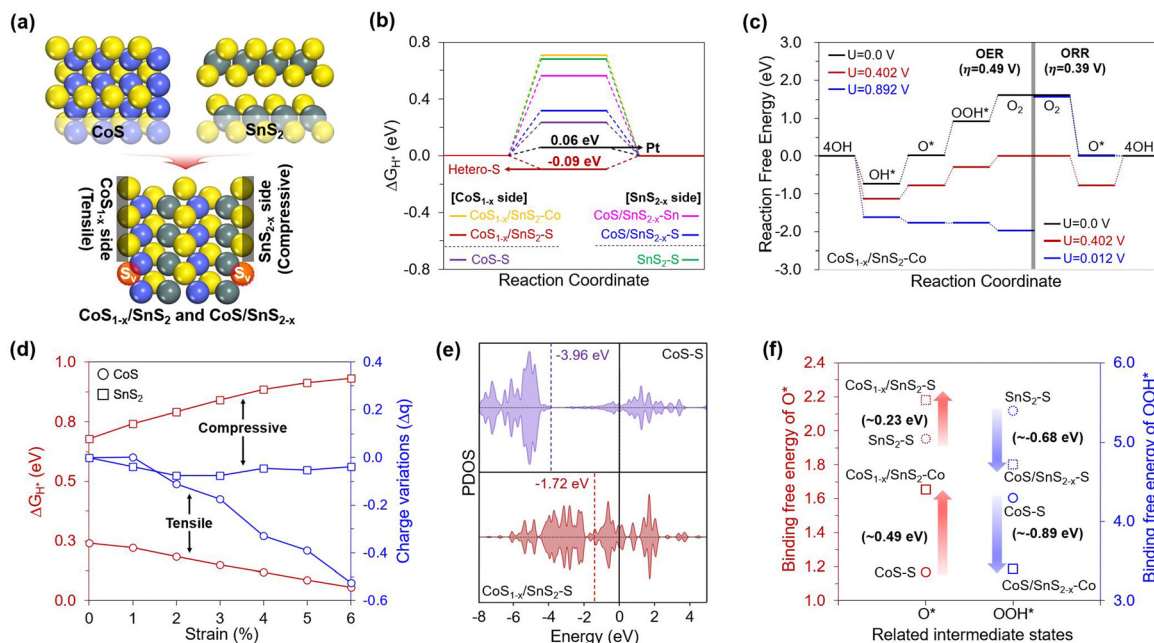 (a)
CoS
SnS2
CoS1-x side
(Tensile)
SnS2-x side
(Compressive)
Sv
Sv
CoS1-x/SnS2 and CoS/SnS2-x
(b)
0.8
0.4
0.0
0.4
0.8
ΔGH* (eV)
0.06 eV
Pt
-0.09 eV
Hetero-S
[CoS1-x side]
[SnS2-x side]
CoS1-x/SnS2-Co
CoS/SnS2-x-Sn
CoS1-x/SnS2-S
CoS/SnS2-x-S
CoS-S
SnS2-S
Reaction Coordinate
(c)
3.0
2.0
1.0
0.0
-1.0
-2.0
-3.0
Reaction Free Energy (eV)
U=0.0 V
U=0.402 V
U=0.892 V
OER
(η=0.49 V)
ORR
(η=0.39 V)
4OH
OH*
O*
OOH*
O2
O2
O*
4OH
U=0.0 V
U=0.402 V
U=0.012 V
CoS1-x/SnS2-Co
Reaction Coordinate
(d)
1.0
0.8
0.5
0.3
0.0
ΔGH* (eV)
0.4
0.2
0.0
-0.2
-0.4
-0.6
Charge variations (Δq)
CoS
SnS2
Compressive
Tensile
0 1 2 3 4 5 6
Strain (%)
(e)
-3.96 eV
CoS-S
-1.72 eV
CoS1-x/SnS2-S
PDOS
-8 -6 -4 -2 0 2 4
Energy (eV)
(f)
2.4
2.2
2.0
1.8
1.6
1.4
1.2
1.0
Binding free energy of O*
6.0
5.0
4.0
3.0
Binding free energy of OOH*
CoS1-x/SnS2-S
(~0.23 eV)
SnS2-S
CoS1-x/SnS2-Co
(~0.49 eV)
CoS-S
SnS2-S
(~-0.68 eV)
CoS/SnS2-x-S
CoS-S
(~-0.89 eV)
CoS/SnS2-x-Co
O*
OOH*
Related intermediate states